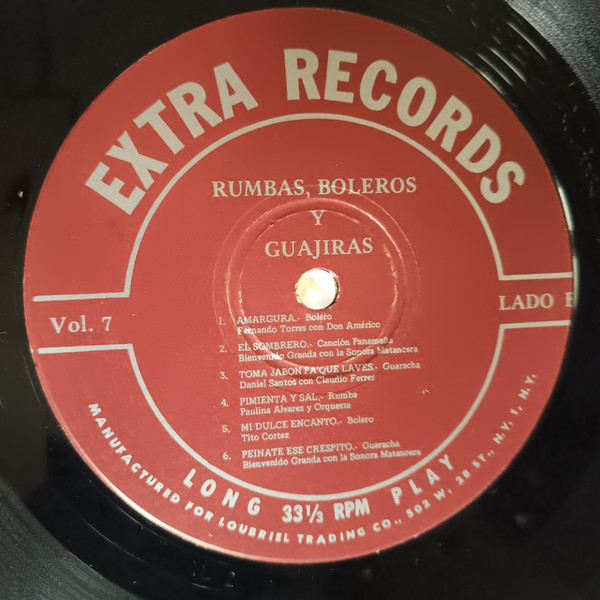 EXTRA RECORDS
RUMBAS, BOLEROS
Y
GUAJIRAS
Vol. 7
LADO
1. AMARGURA.- Bolero
Fernando Torres con Don Américo
2. EL SOMBRERO.- Canción Panameña
Bienvenido Granda con la Sonora Matancera
3. TOMA JABON PA'QUE LAVES.- Guaracha
Daniel Santos con Claudio Ferrer
4. PIMIENTA Y SAL.- Rumba
Paulina Alvarez y Orquesta
5. MI DULCE ENCANTO.- Bolero
Tito Cortez
6. PEINATE ESE CRESPITO.- Guaracha
Bienvenido Granda con la Sonora Matancera
LONG 33 1/3 RPM PLAY
MANUFACTURED FOR LOUBRIEL TRADING CO., 302 W. 28 ST., N.Y. 1, N.Y.